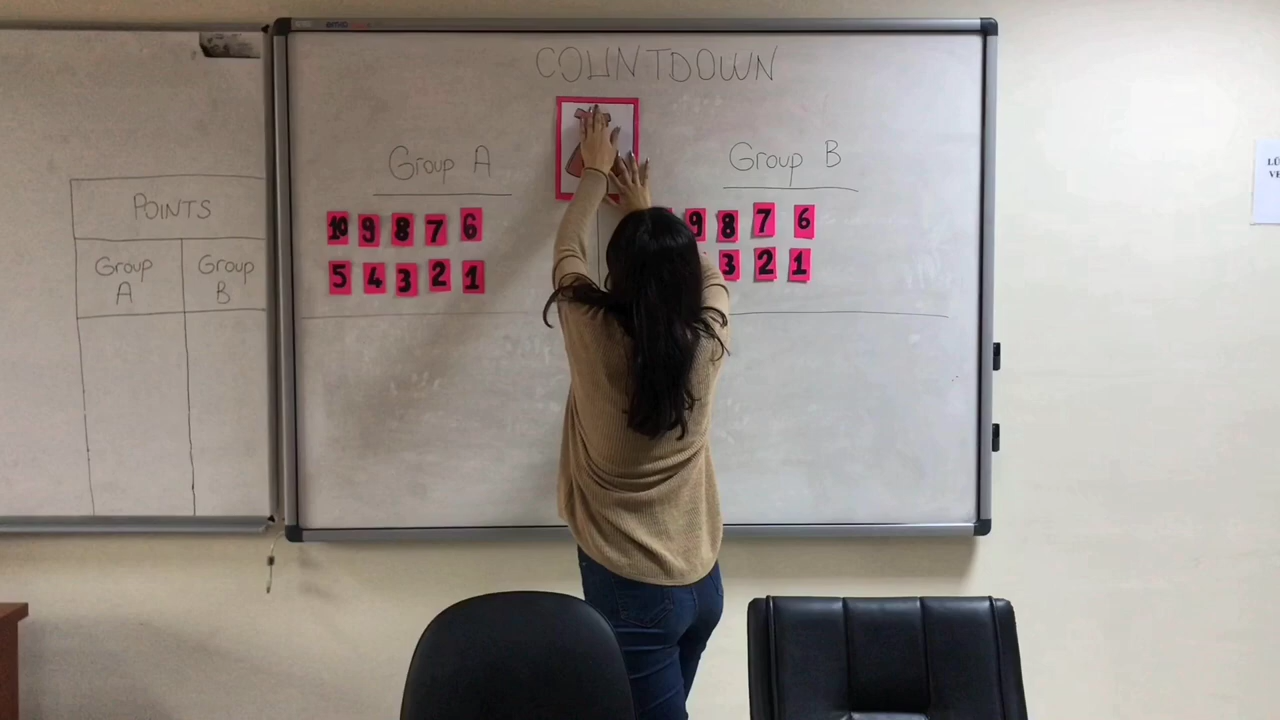 COUNTDOWN
Group A
Group B
10 9 8 7 6
5 4 3 2 1
9 8 7 6
3 2 1
POINTS
Group A
Group B